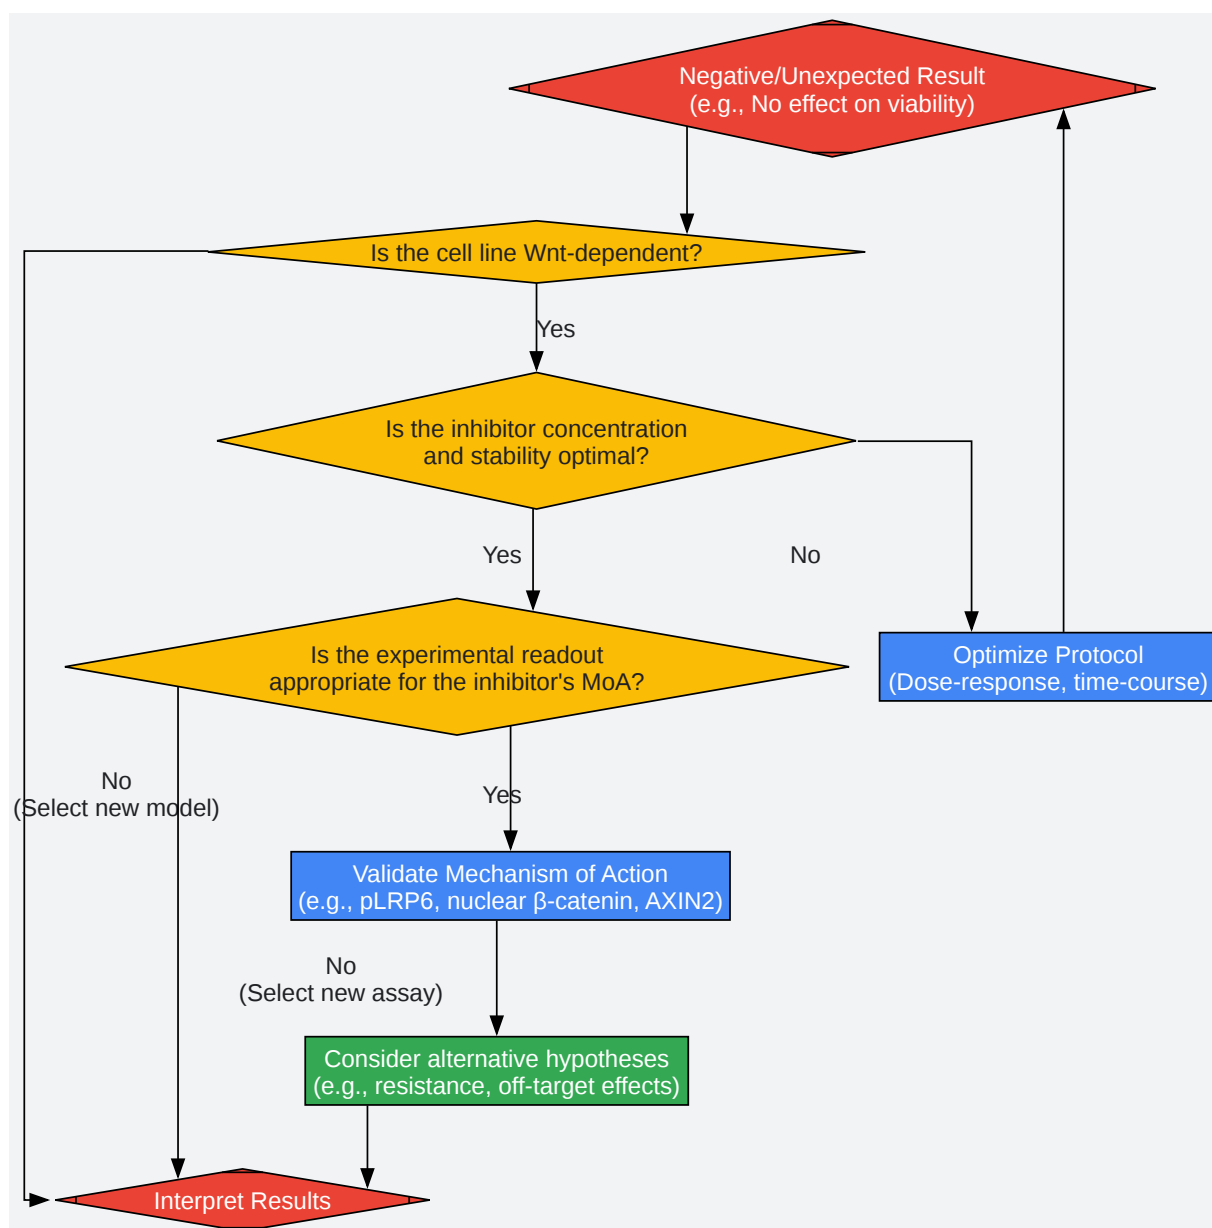 Negative/Unexpected Result
(e.g., No effect on viability)
Is the cell line Wnt-dependent?
Yes
Is the inhibitor concentration
and stability optimal?
Yes
No
Is the experimental readout
appropriate for the inhibitor's MoA?
Optimize Protocol
(Dose-response, time-course)
No
(Select new model)
Yes
Validate Mechanism of Action
(e.g., pLRP6, nuclear β-catenin, AXIN2)
No
(Select new assay)
Consider alternative hypotheses
(e.g., resistance, off-target effects)
Interpret Results